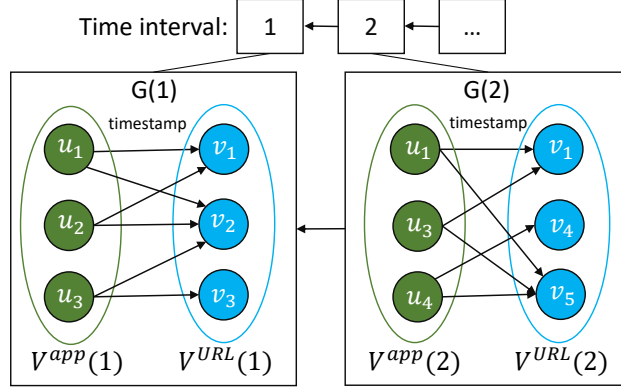 Time interval: 1 2 ...
G(1)
timestamp
u₁ v₁
u₂ v₂
u₃ v₃
V^app(1) V^URL(1)
G(2)
timestamp
u₁ v₁
u₃ v₄
u₄ v₅
V^app(2) V^URL(2)